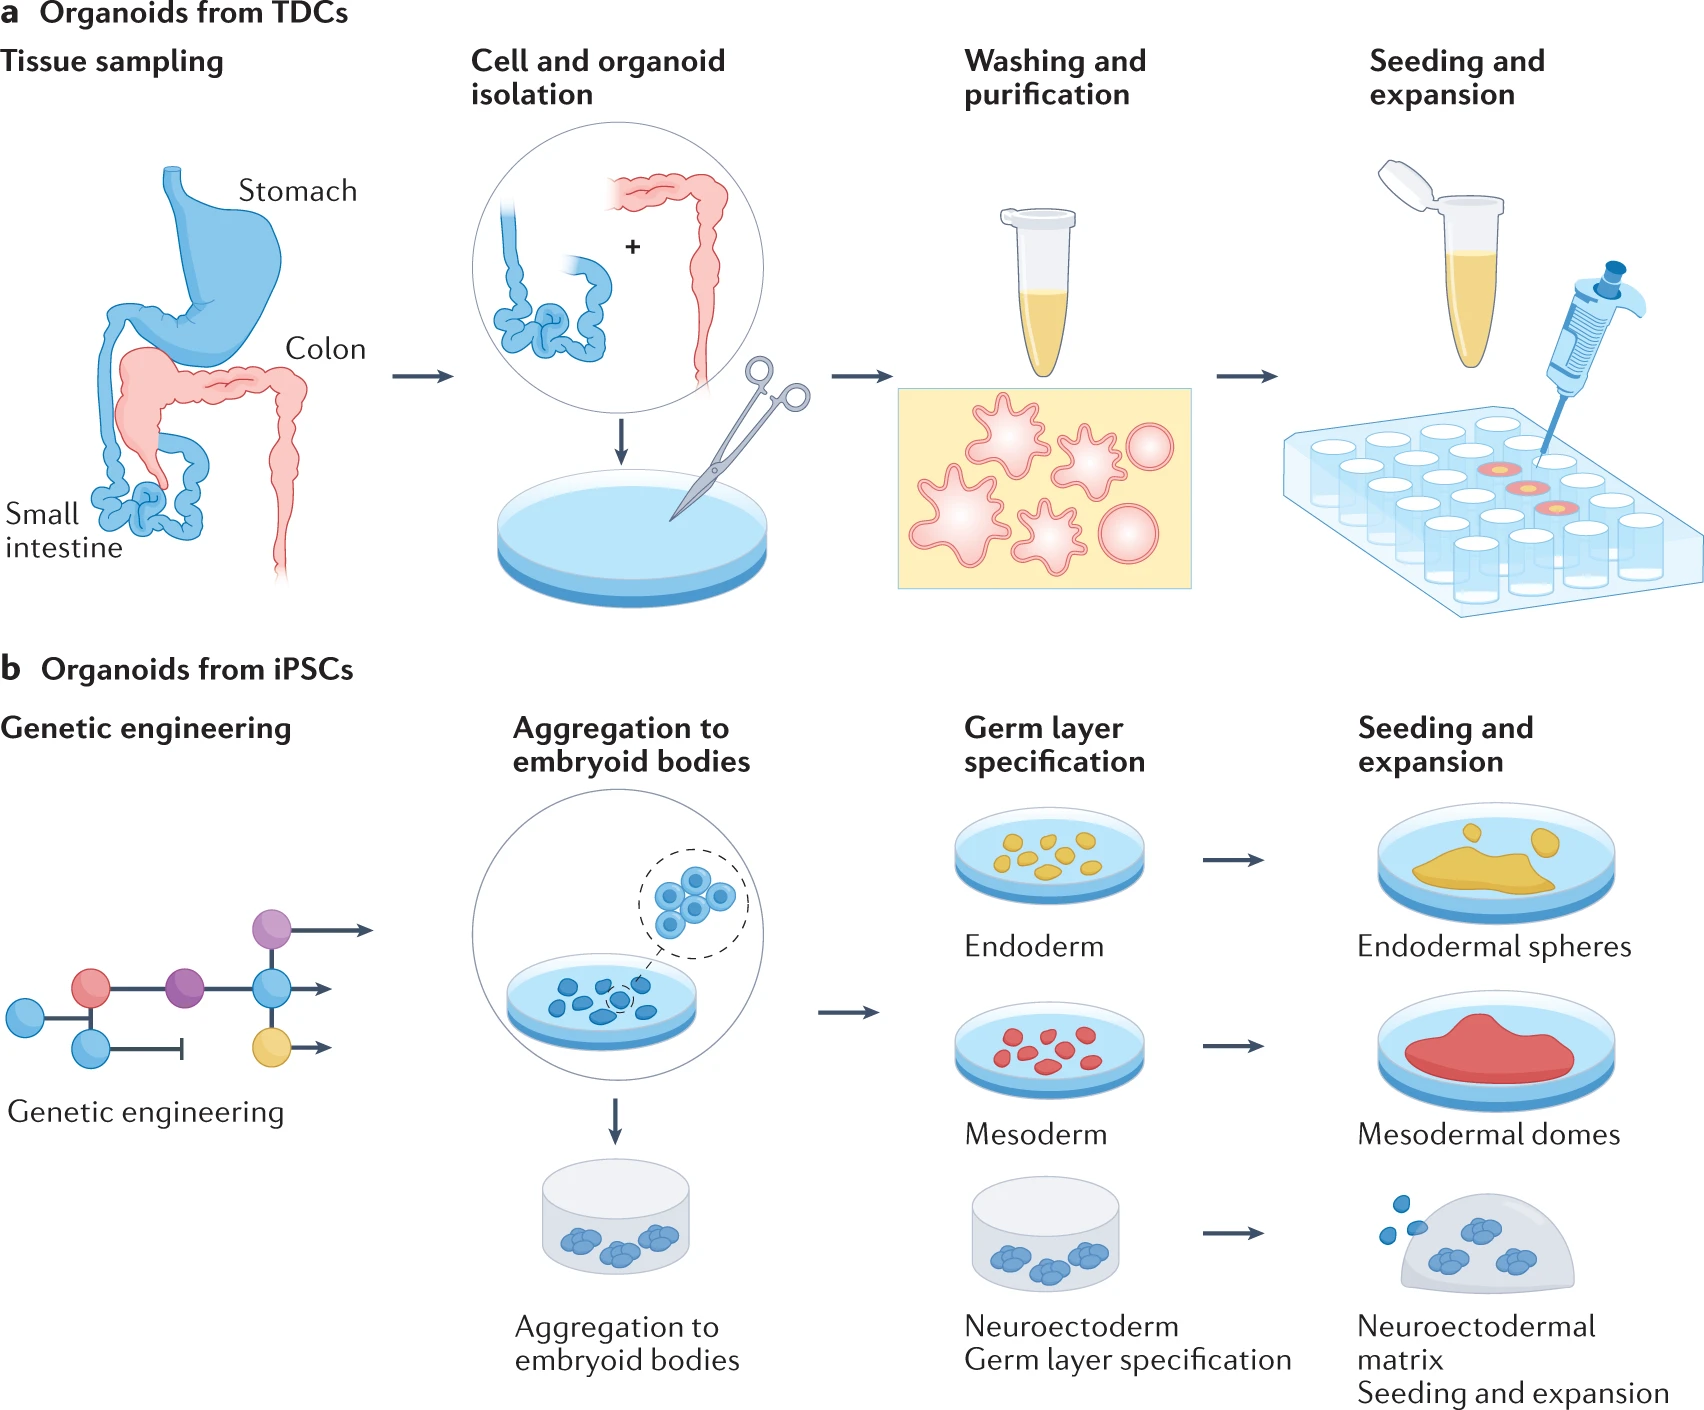 a Organoids from TDCs
Tissue sampling
Cell and organoid
isolation
Washing and
purification
Seeding and
expansion
Stomach
Colon
Small
intestine
+
b Organoids from iPSCs
Genetic engineering
Aggregation to
embryoid bodies
Germ layer
specification
Seeding and
expansion
Endoderm
Endodermal spheres
Mesoderm
Mesodermal domes
Genetic engineering
Aggregation to
embryoid bodies
Neuroectoderm
Germ layer specification
Neuroectodermal
matrix
Seeding and expansion